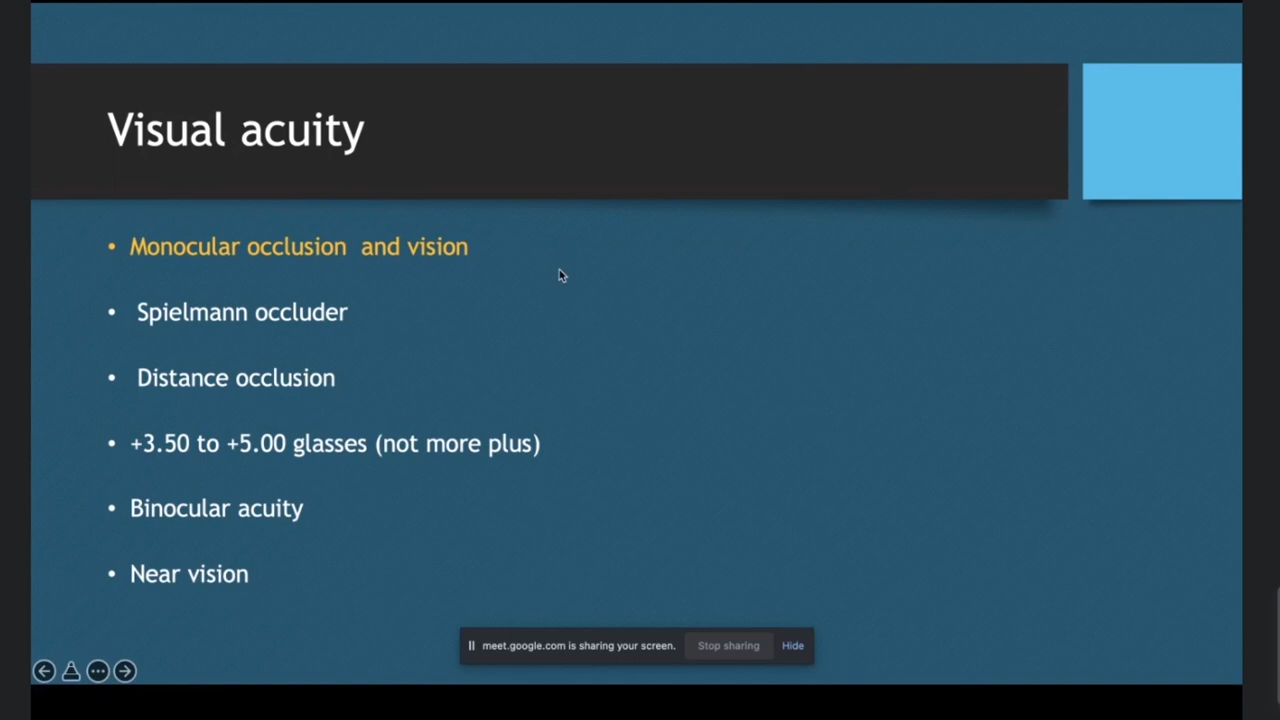 Visual acuity
• Monocular occlusion  and vision
• Spielmann occluder
• Distance occlusion
• +3.50 to +5.00 glasses (not more plus)
• Binocular acuity
• Near vision
meet.google.com is sharing your screen. Stop sharing Hide